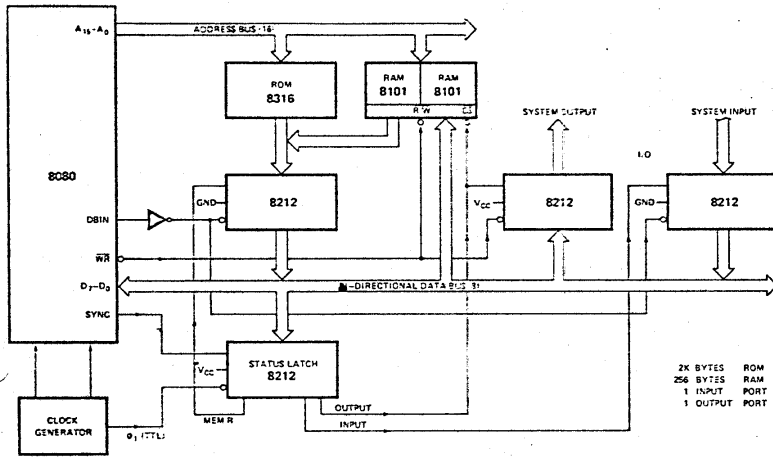 A15-A0
ADDRESS BUS (16)
ROM
8316
RAM
8101
RAM
8101
R/W
CE
SYSTEM OUTPUT
SYSTEM INPUT
I/O
8080
GND
8212
VCC
8212
GND
8212
DBIN
WR
D7-D0
-DIRECTIONAL DATA BUS (8)
SYNC
STATUS LATCH
8212
VCC
CLOCK
GENERATOR
φ1 (TTL)
MEM R
OUTPUT
INPUT
2K BYTES ROM
256 BYTES RAM
1 INPUT PORT
1 OUTPUT PORT